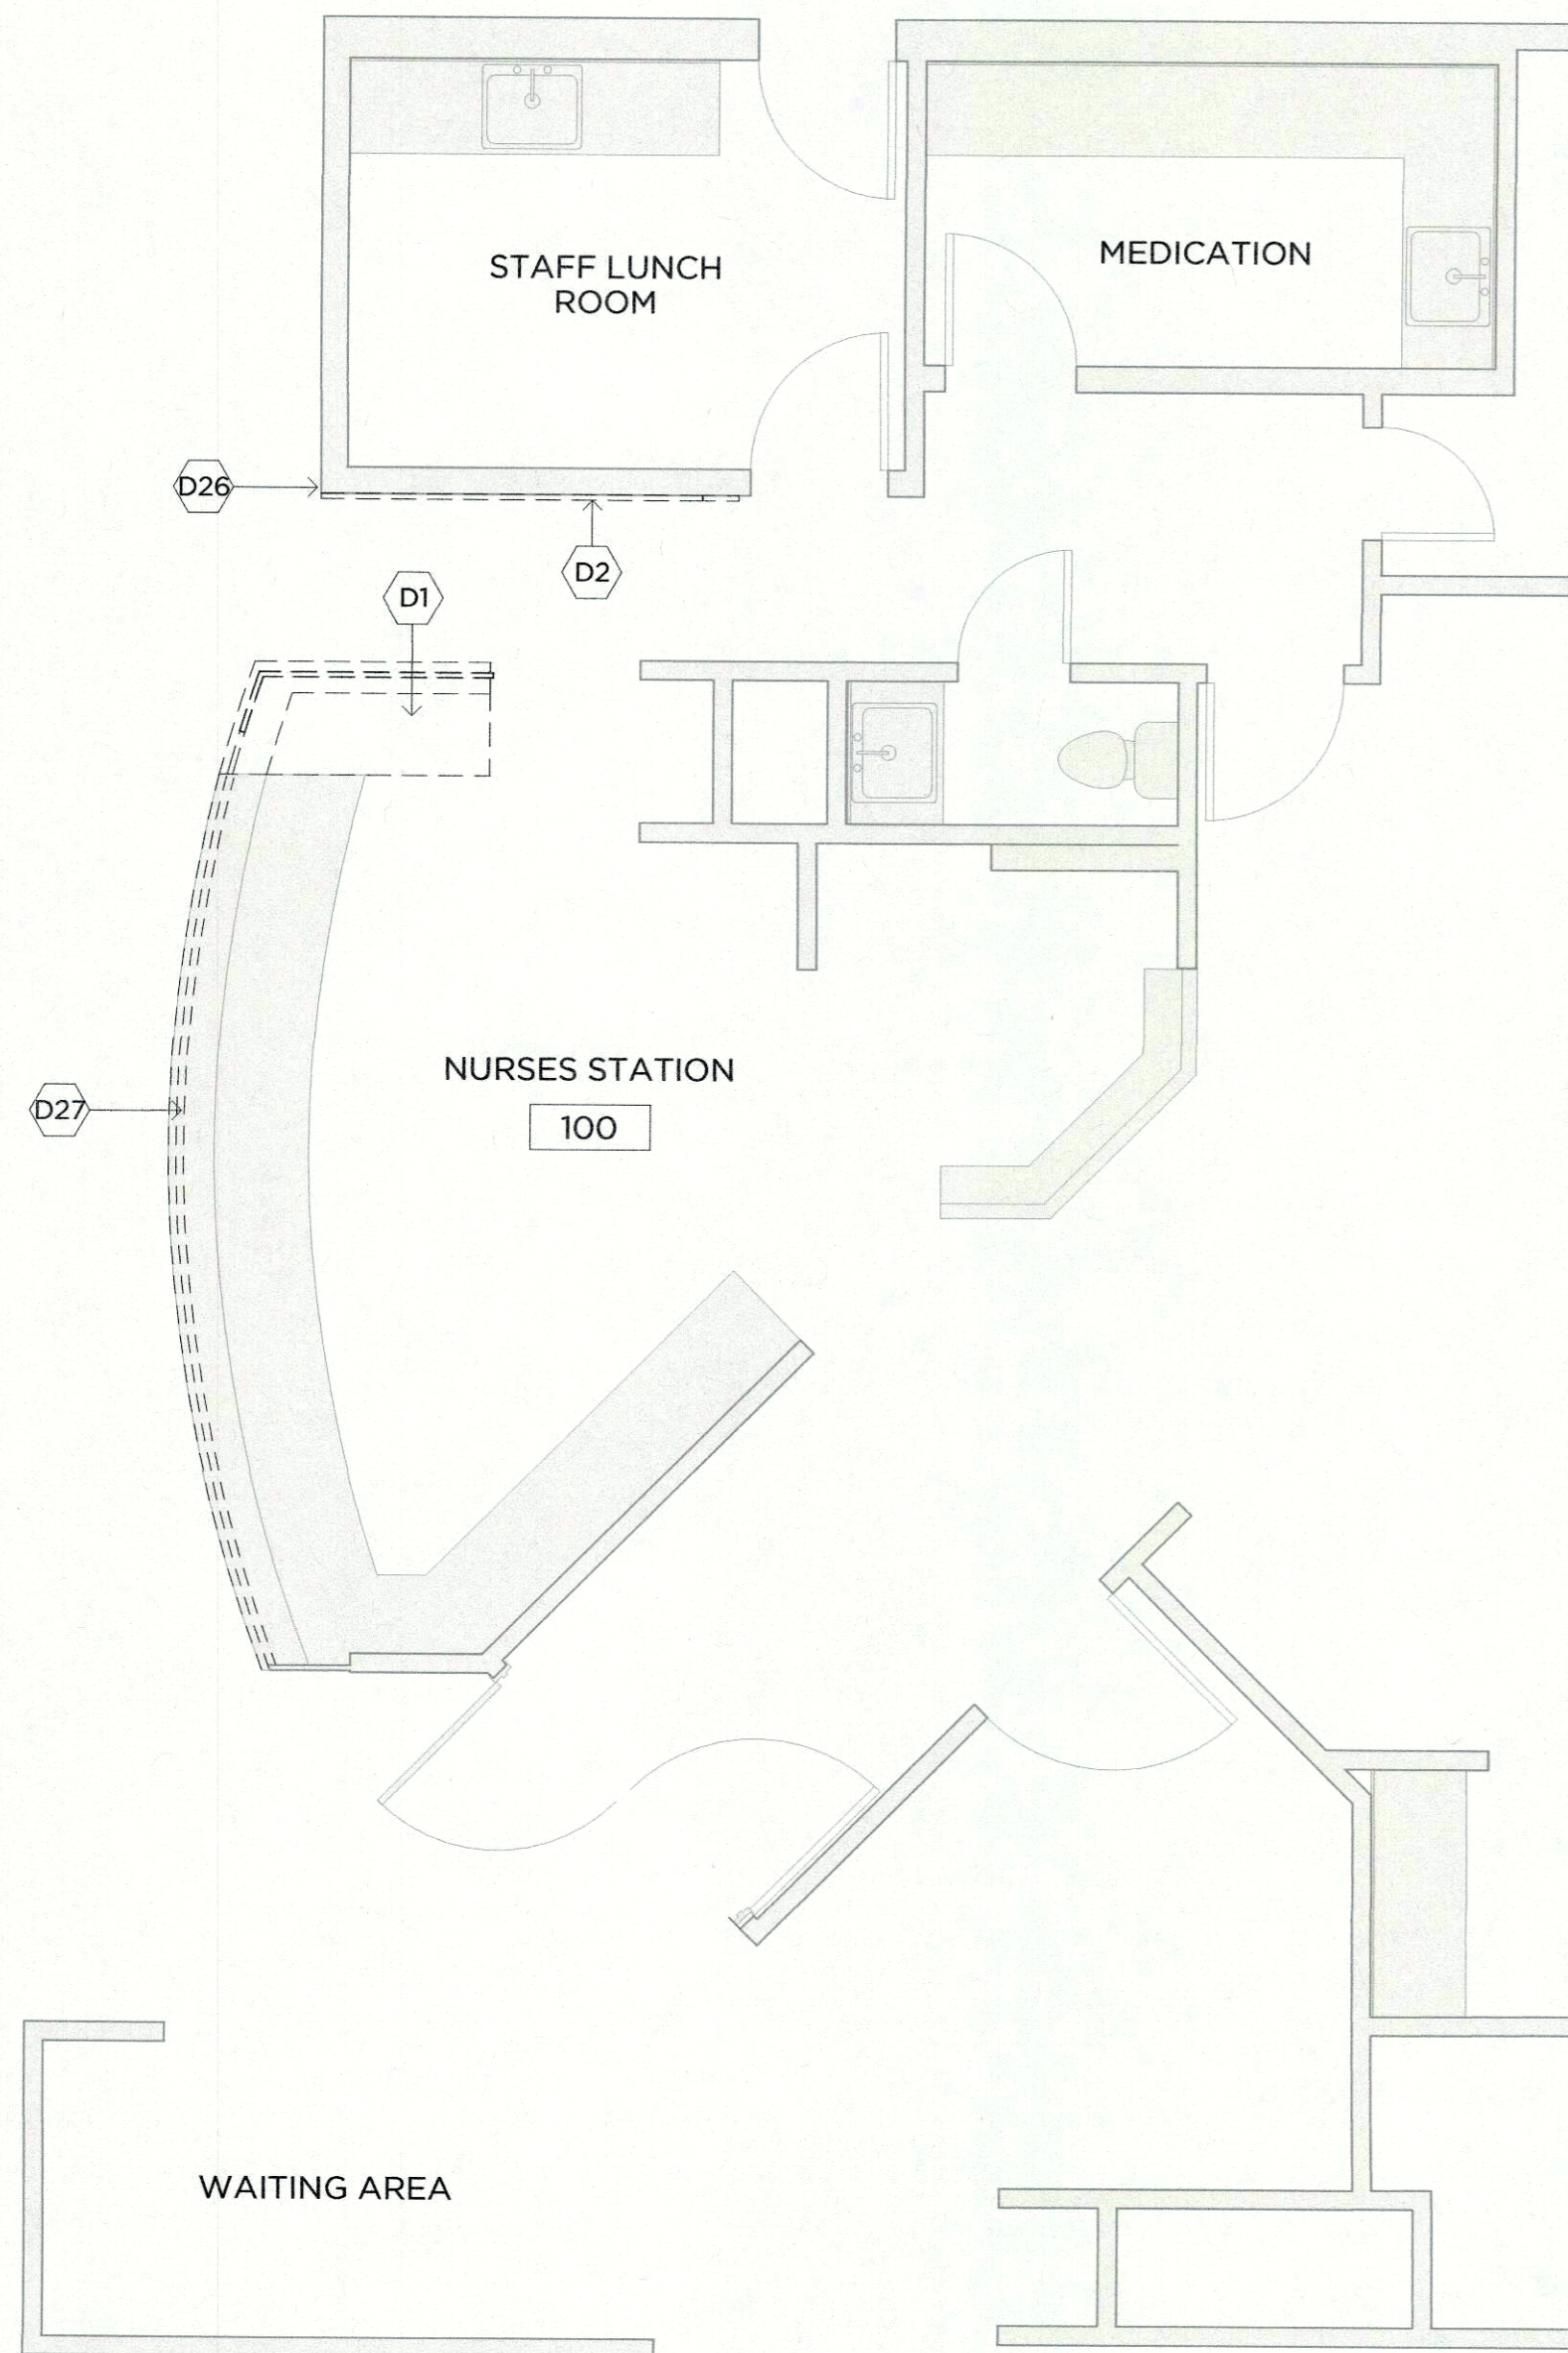 STAFF LUNCH
ROOM
MEDICATION
D26
D2
D1
NURSES STATION
100
D27
WAITING AREA